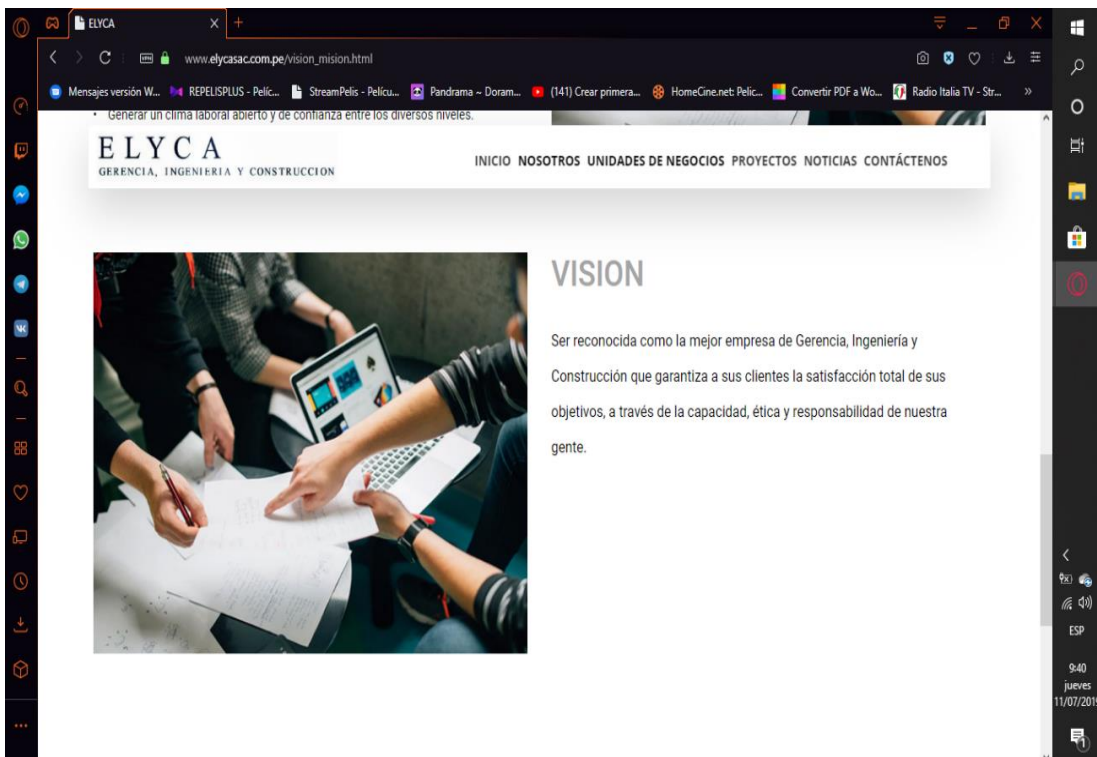 ELYCA
www.elycasac.com.pe/vision_mision.html
Mensajes versión W... REPELISPLUS - Pelíc... StreamPelis - Pelícu... Pandrama ~ Doram... (141) Crear primera... HomeCine.net: Pelic... Convertir PDF a Wo... Radio Italia TV - Str... »
• Generar un clima laboral abierto y de confianza entre los diversos niveles.
ELYCA
GERENCIA, INGENIERIA Y CONSTRUCCION
INICIO NOSOTROS UNIDADES DE NEGOCIOS PROYECTOS NOTICIAS CONTÁCTENOS
VISION
Ser reconocida como la mejor empresa de Gerencia, Ingeniería y
Construcción que garantiza a sus clientes la satisfacción total de sus
objetivos, a través de la capacidad, ética y responsabilidad de nuestra
gente.
ESP
9:40
jueves
11/07/2019
1